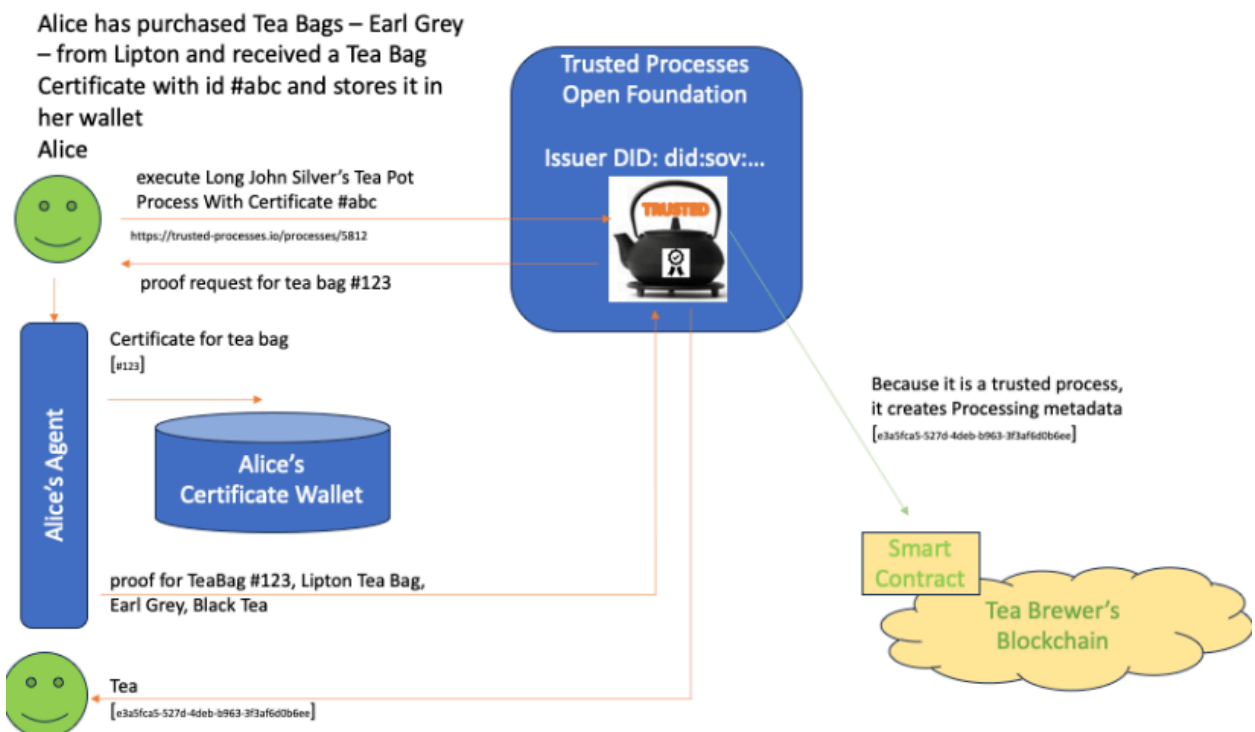 Alice has purchased Tea Bags – Earl Grey
– from Lipton and received a Tea Bag
Certificate with id #abc and stores it in
her wallet
Alice
Trusted Processes
Open Foundation
Issuer DID: did:sov:...
TRUSTED
execute Long John Silver's Tea Pot
Process With Certificate #abc
https://trusted-processes.io/processes/5812
proof request for tea bag #123
Alice's Agent
Certificate for tea bag
[#123]
Alice's
Certificate Wallet
Because it is a trusted process,
it creates Processing metadata
[e3a5fca5-527d-4deb-b963-3f3af6d0b6ee]
Smart
Contract
Tea Brewer's
Blockchain
proof for TeaBag #123, Lipton Tea Bag,
Earl Grey, Black Tea
Tea
[e3a5fca5-527d-4deb-b963-3f3af6d0b6ee]